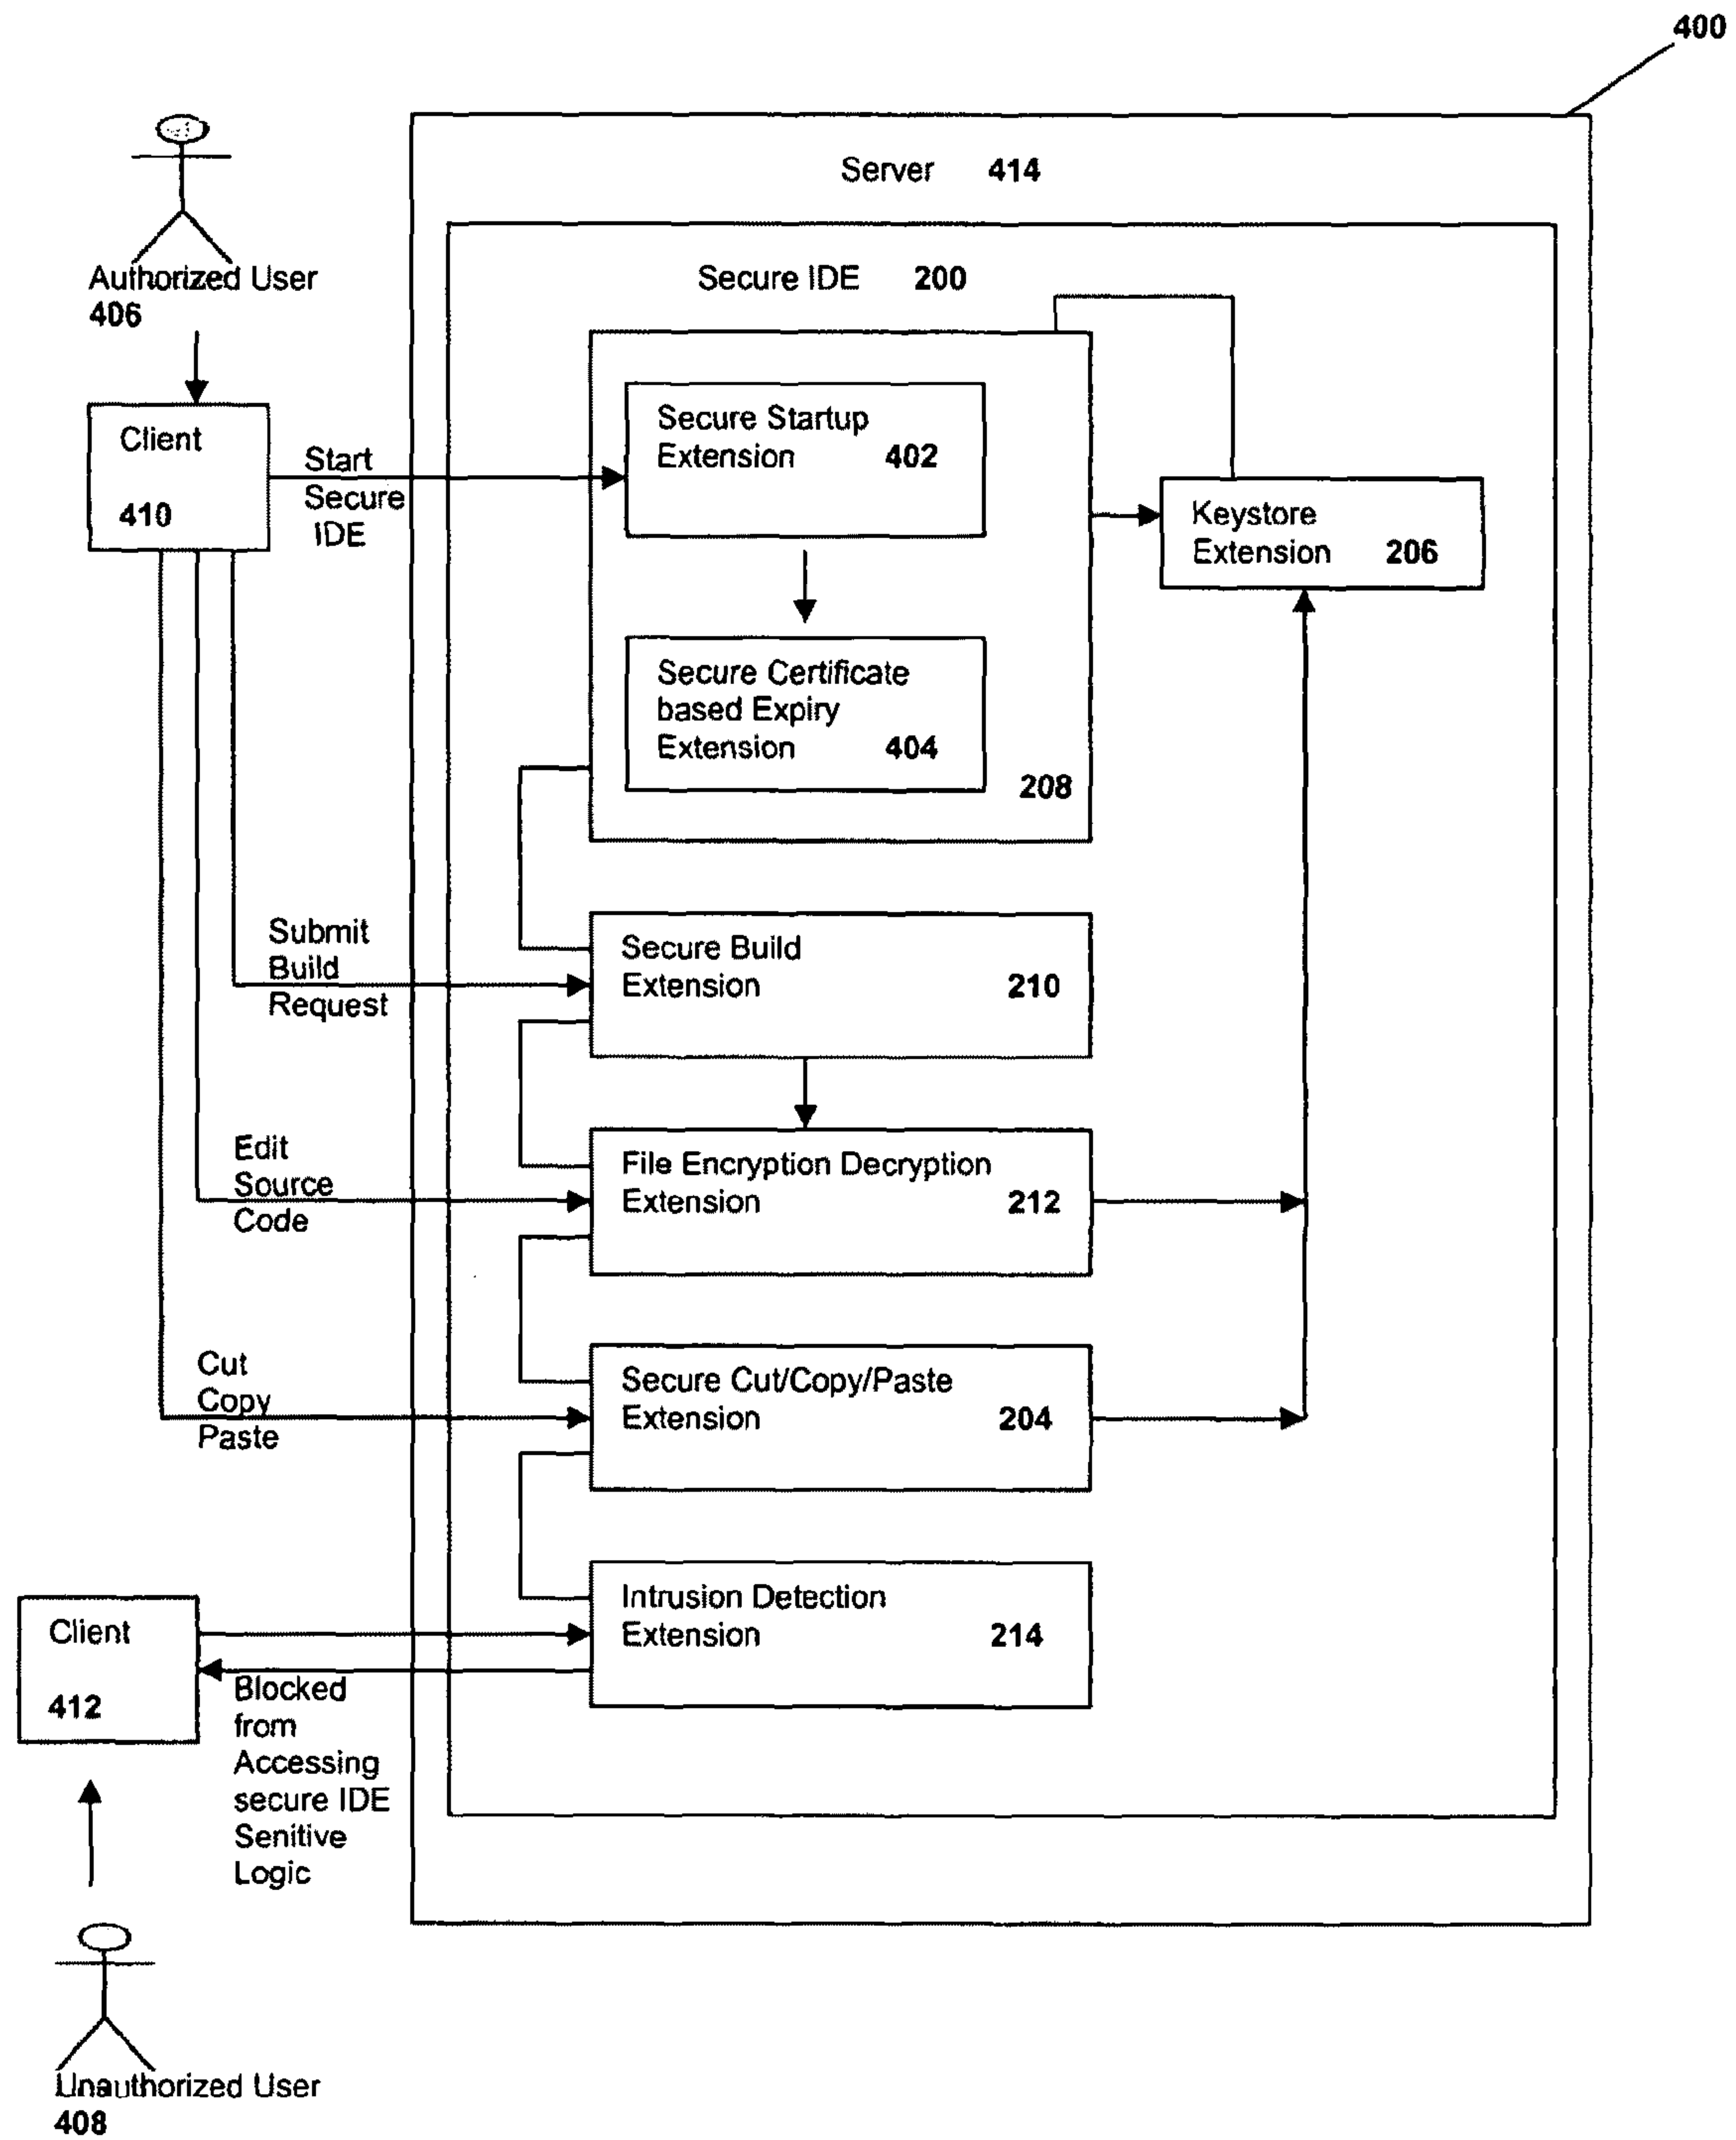 400
Server 414
Authorized User
406
Secure IDE 200
Client
410
Start
Secure
IDE
Secure Startup
Extension 402
Keystore
Extension 206
Secure Certificate
based Expiry
Extension 404
208
Submit
Build
Request
Secure Build
Extension 210
Edit
Source
Code
File Encryption Decryption
Extension 212
Cut
Copy
Paste
Secure Cut/Copy/Paste
Extension 204
Client
412
Intrusion Detection
Extension 214
Blocked
from
Accessing
secure IDE
Senitive
Logic
Unauthorized User
408